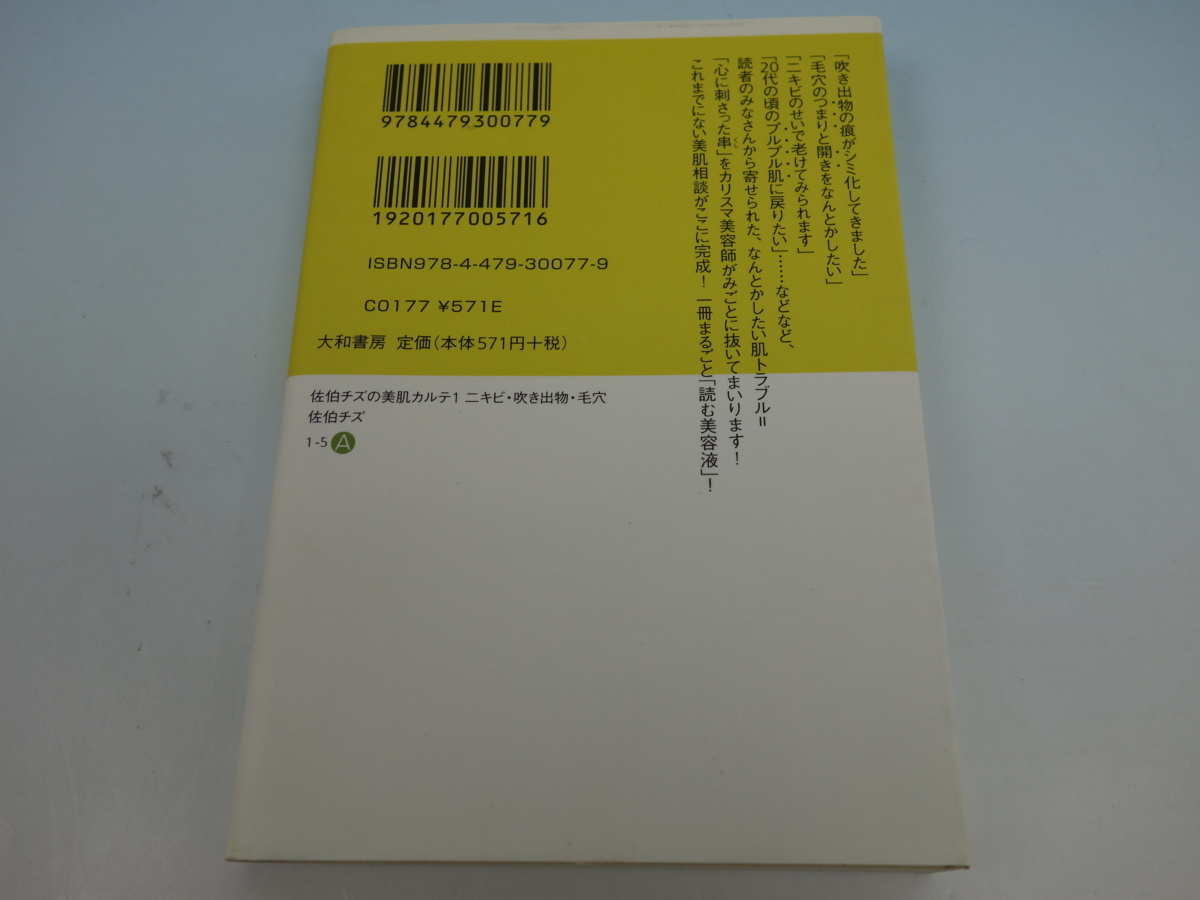 「吹き出物の痕がシミ化してきました」
「毛穴のつまりと開きをなんとかしたい」
「ニキビのせいで老けてみられます」
「20代の頃のプルプル肌に戻りたい」……などなど、
読者のみなさんから寄せられた、なんとかしたい肌トラブル=
「心に刺さった串」をカリスマ美容師がみごとに抜いてまいります!
くし
これまでにない美肌相談がここに完成! 一冊まるごと「読む美容液」!
9784479300779
1920177005716
ISBN978-4-479-30077-9
C0177 ¥571E
大和書房 定価(本体571円+税)
佐伯チズの美肌カルテ1 ニキビ・吹き出物・毛穴
佐伯チズ
1-5 A